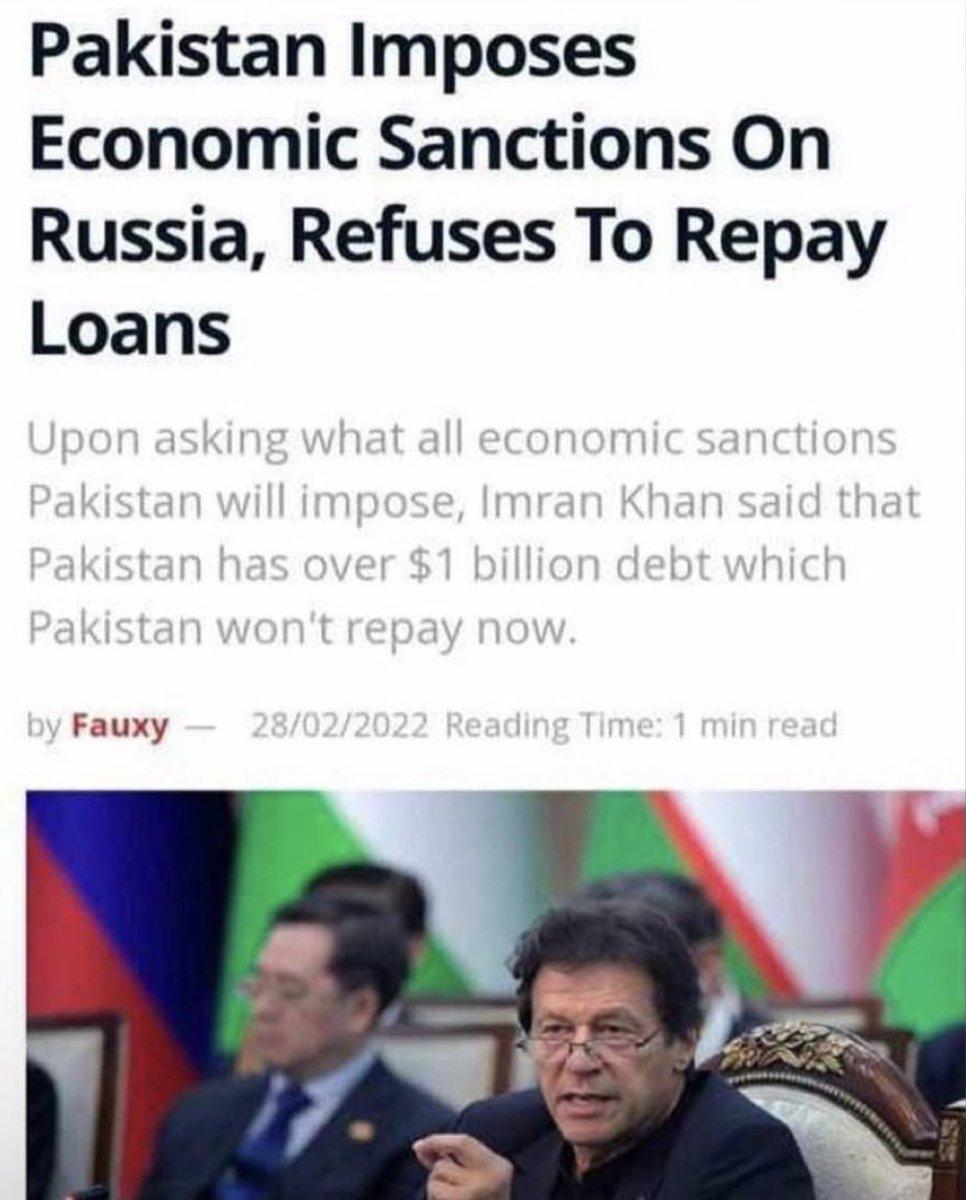 Pakistan Imposes
Economic Sanctions On
Russia, Refuses To Repay
Loans
Upon asking what all economic sanctions
Pakistan will impose, Imran Khan said that
Pakistan has over $1 billion debt which
Pakistan won't repay now.
by Fauxy — 28/02/2022 Reading Time: 1 min read